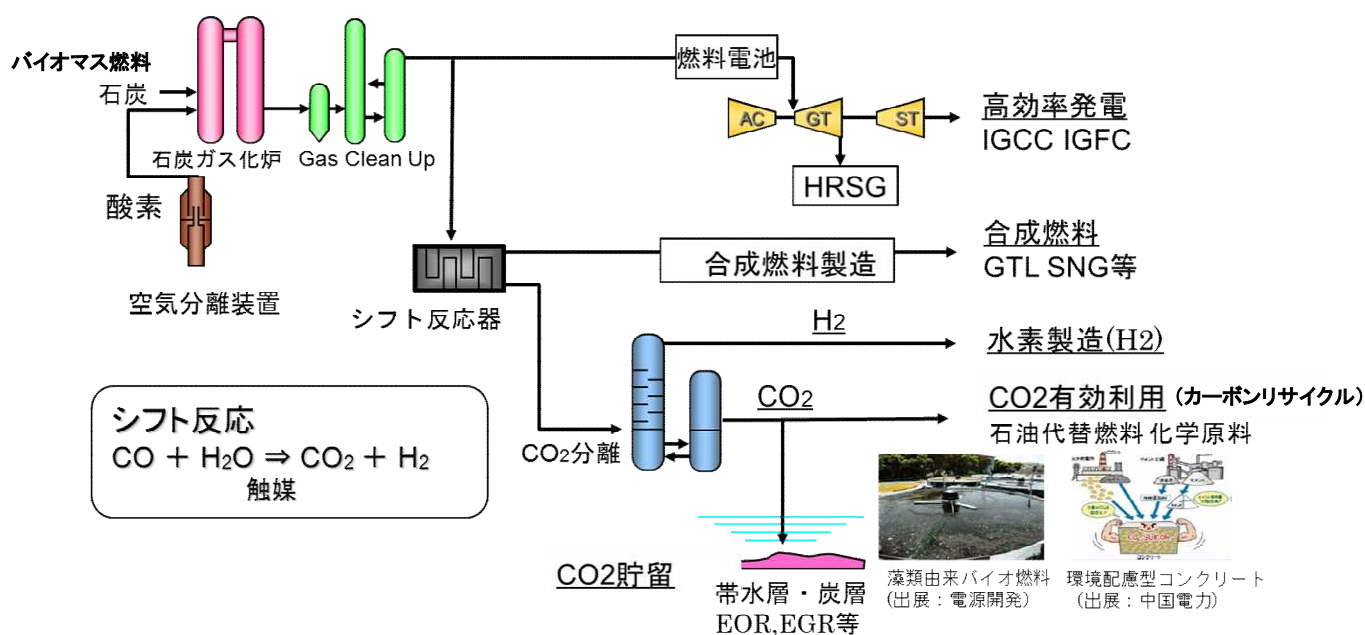 バイオマス燃料
石炭
石炭ガス化炉
Gas Clean Up
酸素
空気分離装置
燃料電池
AC
GT
ST
HRSG
高効率発電
IGCC IGFC
シフト反応器
合成燃料製造
合成燃料
GTL SNG等
H2
水素製造(H2)
シフト反応
CO + H2O ⇒ CO2 + H2
触媒
CO2分離
CO2
CO2有効利用 (カーボンリサイクル)
石油代替燃料 化学原料
CO2貯留
帯水層・炭層
EOR,EGR等
藻類由来バイオ燃料
(出展：電源開発)
コンクリート
環境配慮型コンクリート
(出展：中国電力)